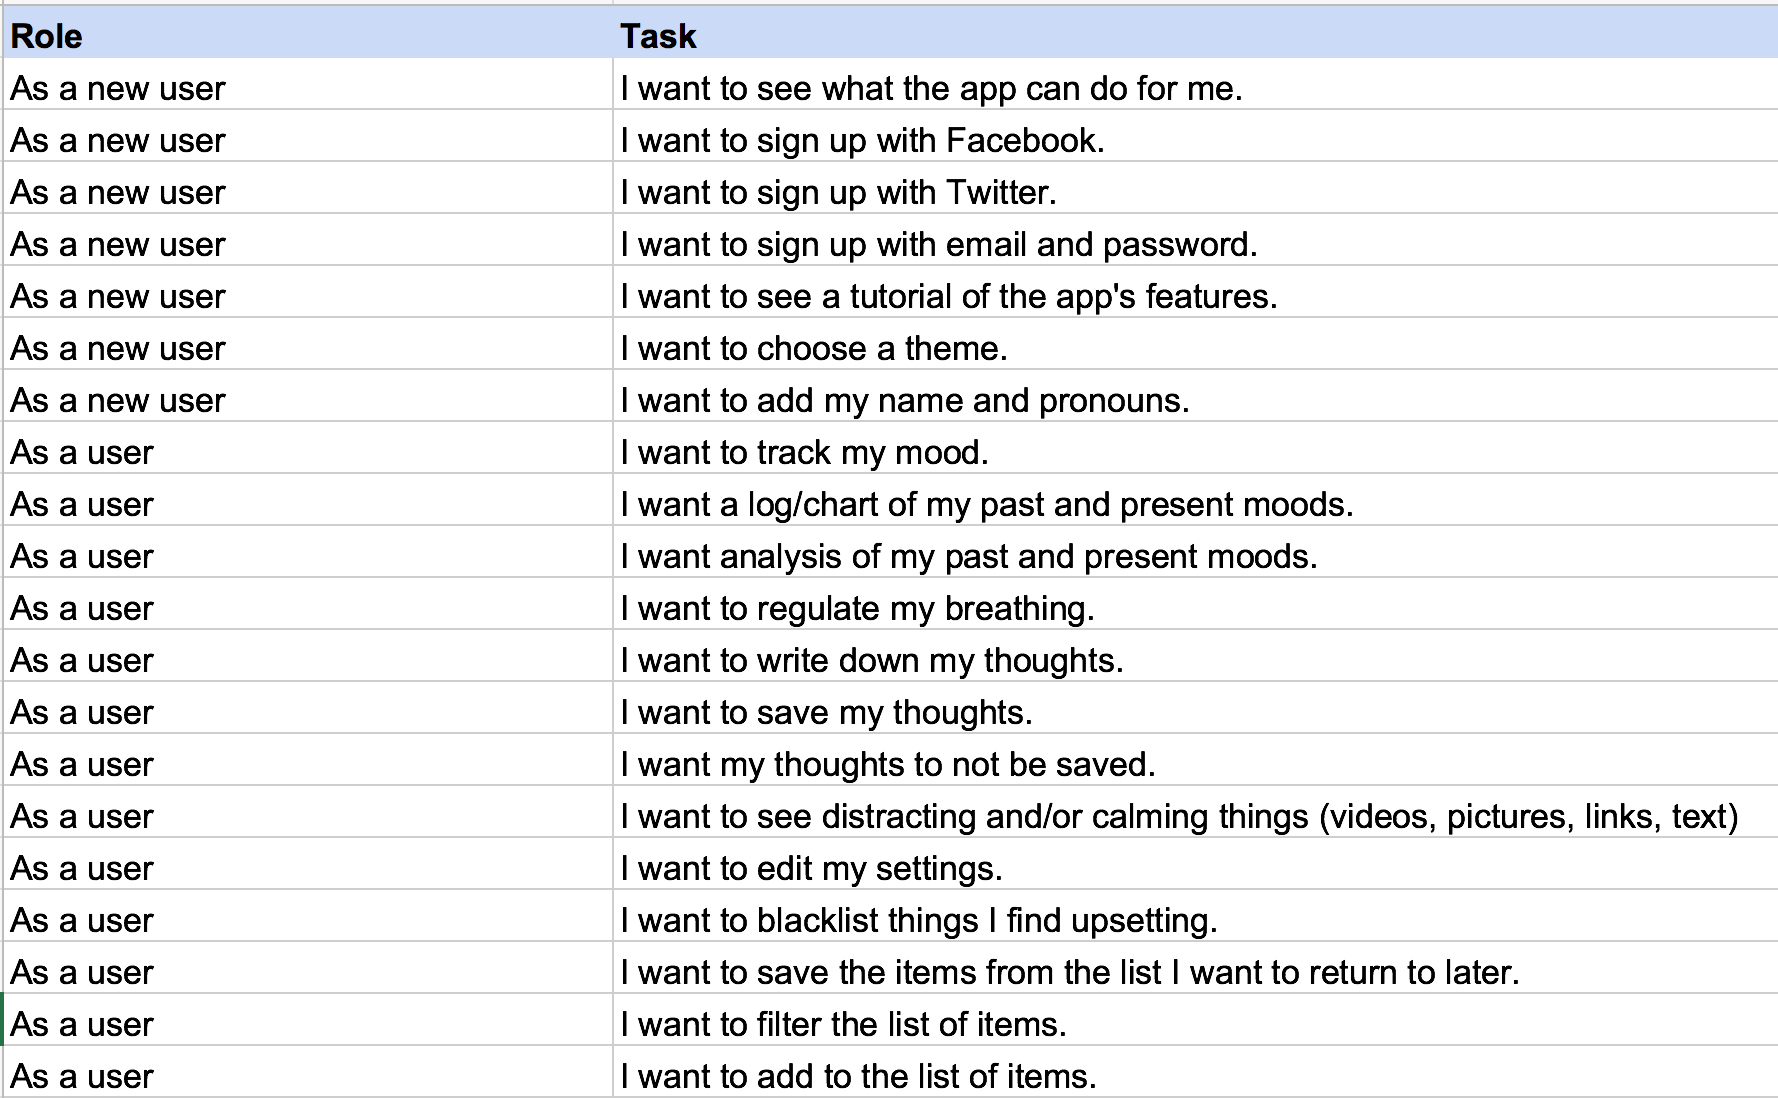 Role Task
As a new user I want to see what the app can do for me.
As a new user I want to sign up with Facebook.
As a new user I want to sign up with Twitter.
As a new user I want to sign up with email and password.
As a new user I want to see a tutorial of the app's features.
As a new user I want to choose a theme.
As a new user I want to add my name and pronouns.
As a user I want to track my mood.
As a user I want a log/chart of my past and present moods.
As a user I want analysis of my past and present moods.
As a user I want to regulate my breathing.
As a user I want to write down my thoughts.
As a user I want to save my thoughts.
As a user I want my thoughts to not be saved.
As a user I want to see distracting and/or calming things (videos, pictures, links, text)
As a user I want to edit my settings.
As a user I want to blacklist things I find upsetting.
As a user I want to save the items from the list I want to return to later.
As a user I want to filter the list of items.
As a user I want to add to the list of items.